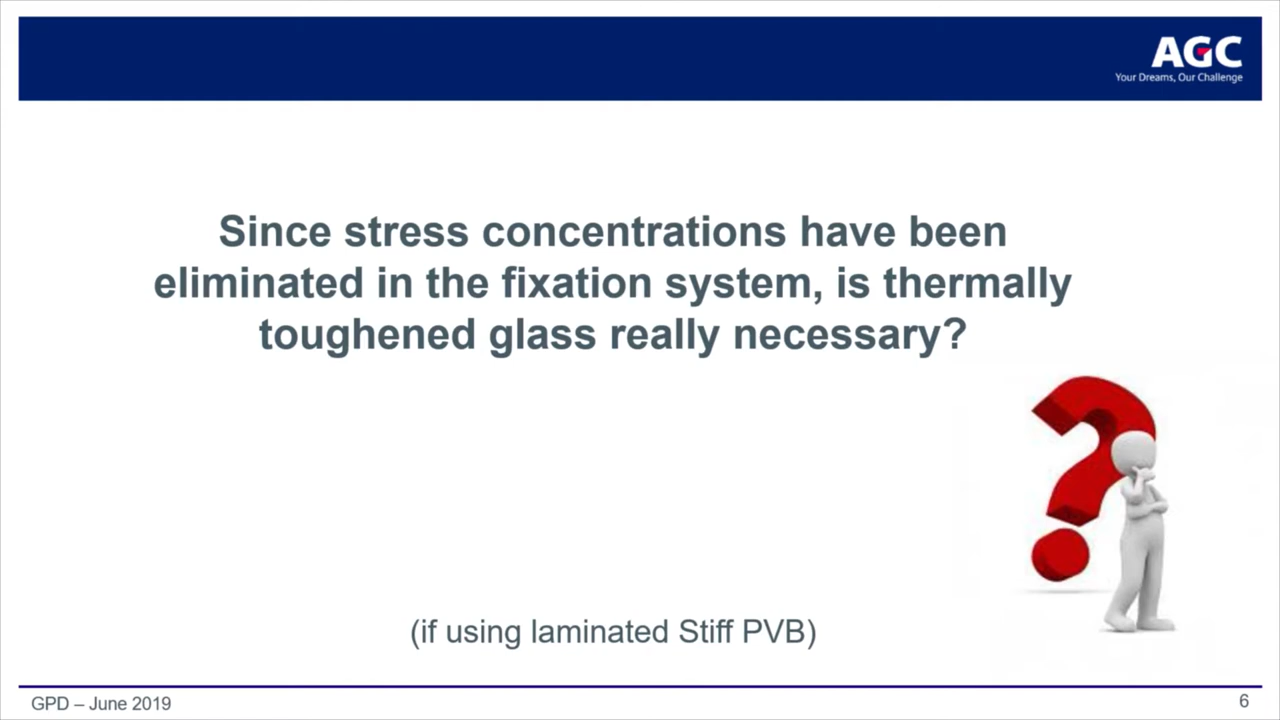 AGC
Your Dreams, Our Challenge
Since stress concentrations have been
eliminated in the fixation system, is thermally
toughened glass really necessary?
(if using laminated Stiff PVB)
GPD – June 2019
6